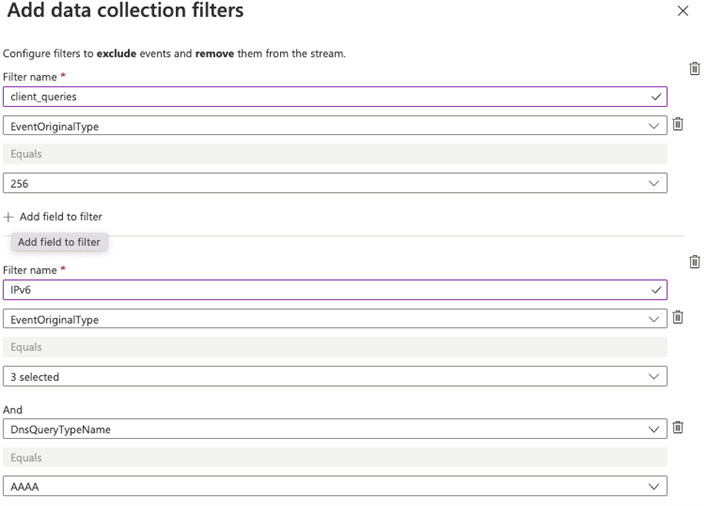 Add data collection filters
Configure filters to exclude events and remove them from the stream.
Filter name *
client_queries
EventOriginalType
Equals
256
Add field to filter
Add field to filter
Filter name *
IPv6
EventOriginalType
Equals
3 selected
And
DnsQueryTypeName
Equals
AAAA